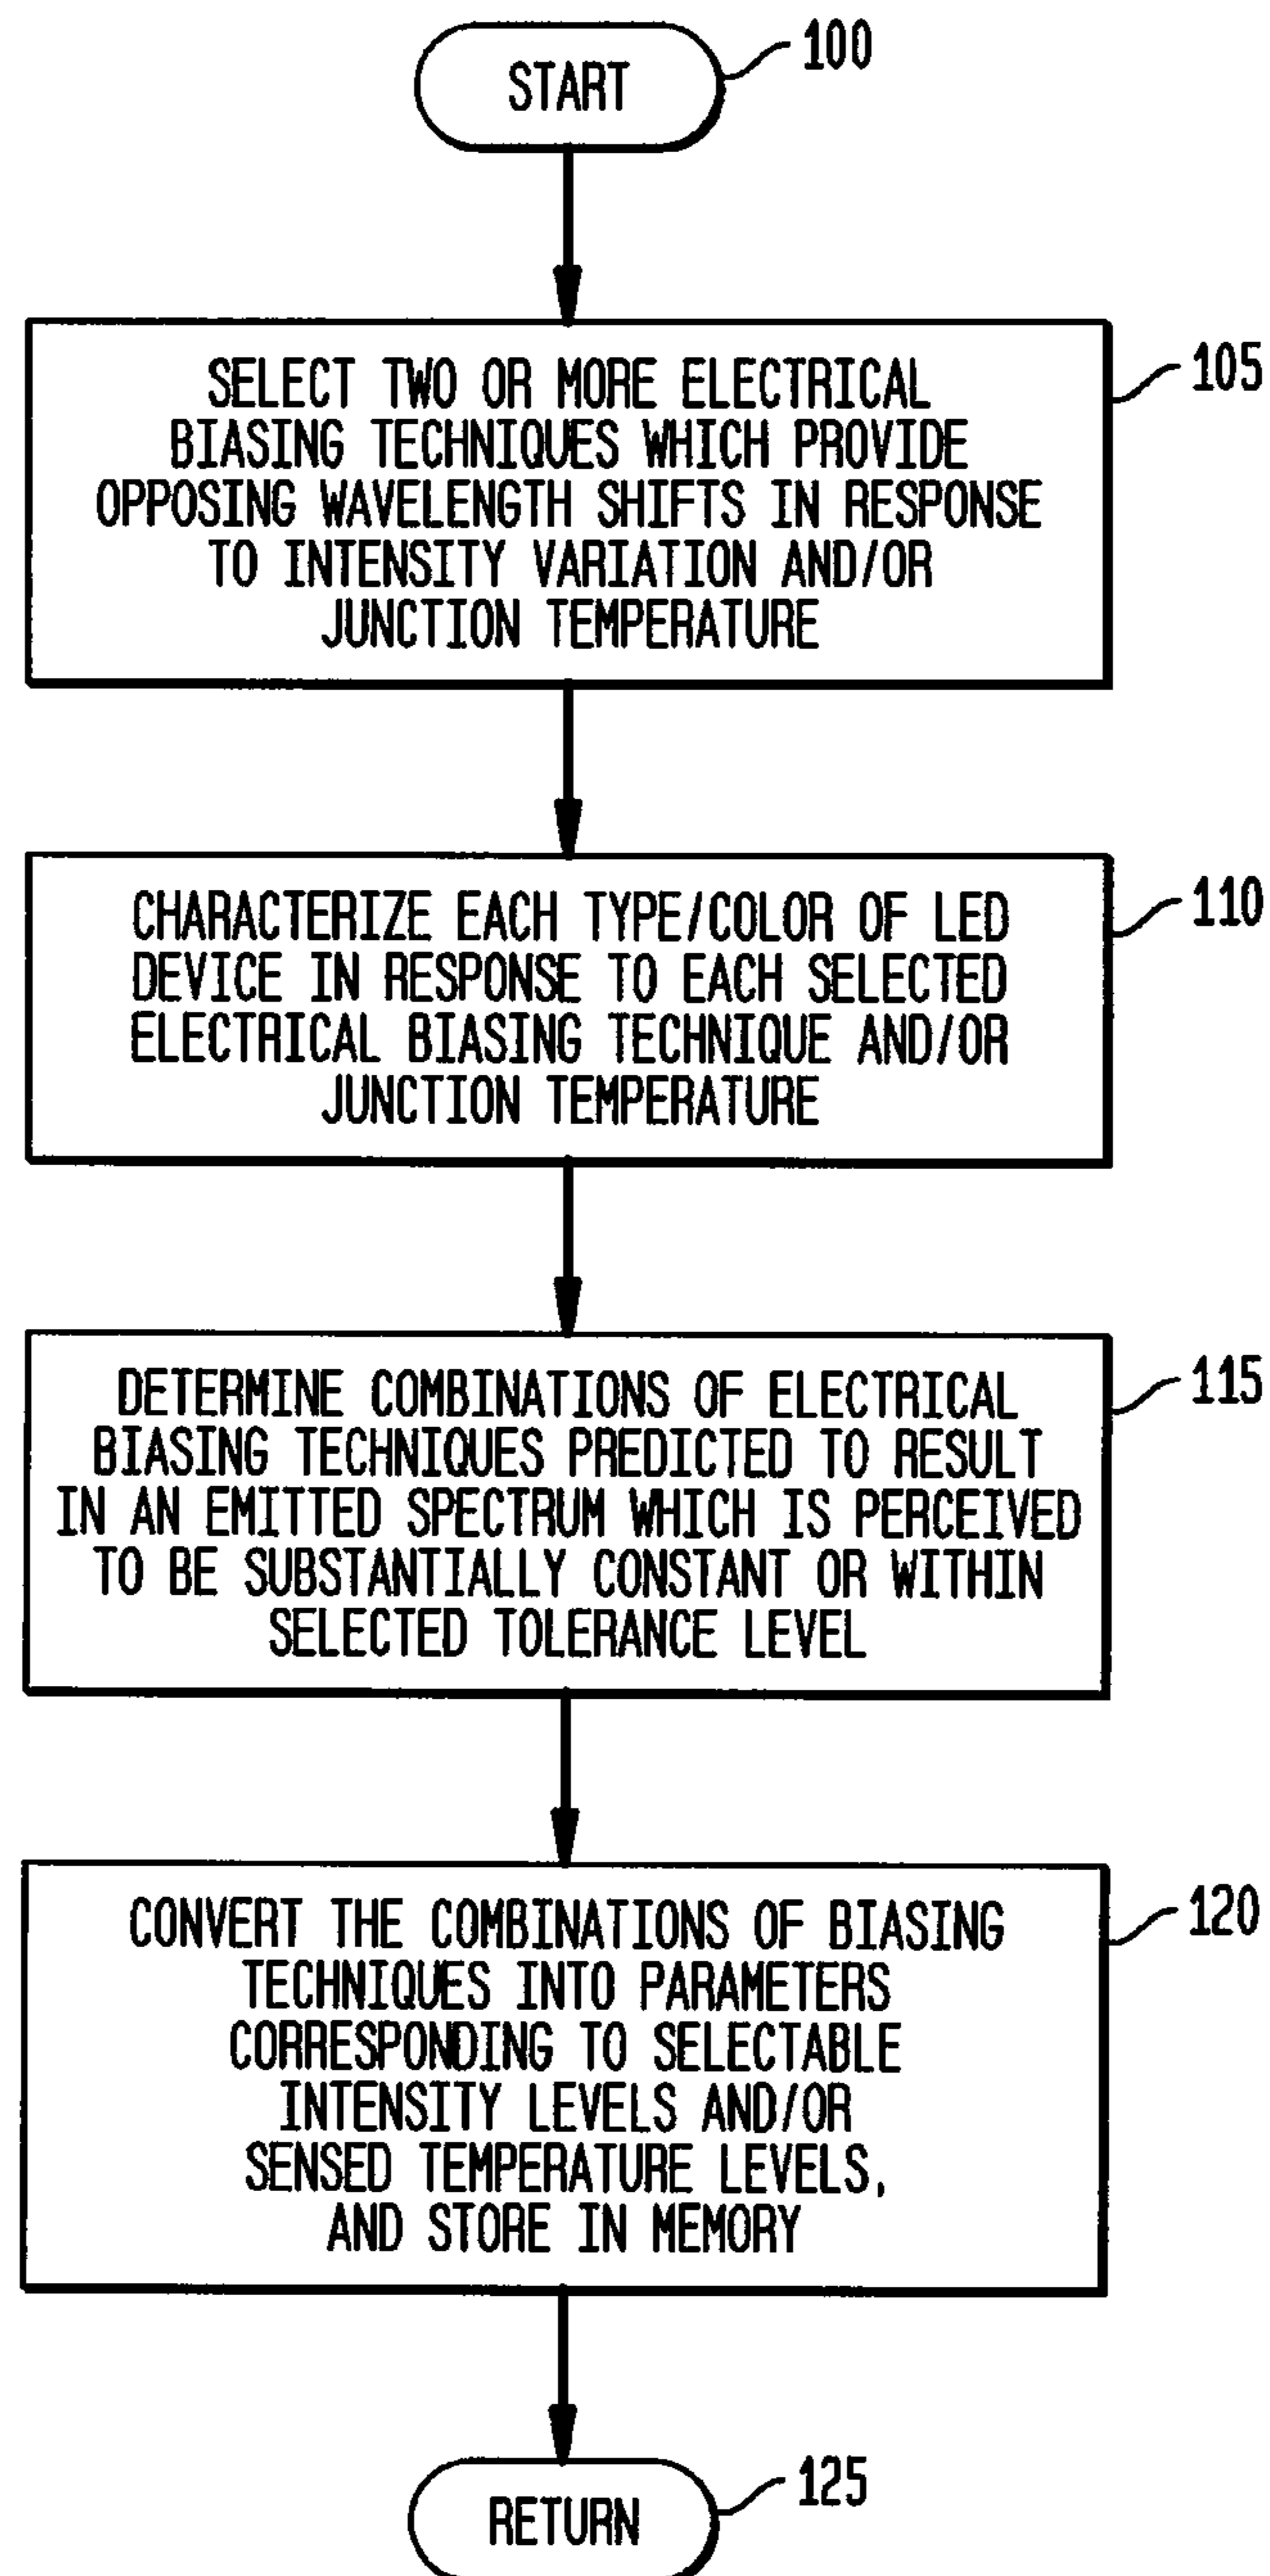 START
100
SELECT TWO OR MORE ELECTRICAL
BIASING TECHNIQUES WHICH PROVIDE
OPPOSING WAVELENGTH SHIFTS IN RESPONSE
TO INTENSITY VARIATION AND/OR
JUNCTION TEMPERATURE
105
CHARACTERIZE EACH TYPE/COLOR OF LED
DEVICE IN RESPONSE TO EACH SELECTED
ELECTRICAL BIASING TECHNIQUE AND/OR
JUNCTION TEMPERATURE
110
DETERMINE COMBINATIONS OF ELECTRICAL
BIASING TECHNIQUES PREDICTED TO RESULT
IN AN EMITTED SPECTRUM WHICH IS PERCEIVED
TO BE SUBSTANTIALLY CONSTANT OR WITHIN
SELECTED TOLERANCE LEVEL
115
CONVERT THE COMBINATIONS OF BIASING
TECHNIQUES INTO PARAMETERS
CORRESPONDING TO SELECTABLE
INTENSITY LEVELS AND/OR
SENSED TEMPERATURE LEVELS,
AND STORE IN MEMORY
120
RETURN
125